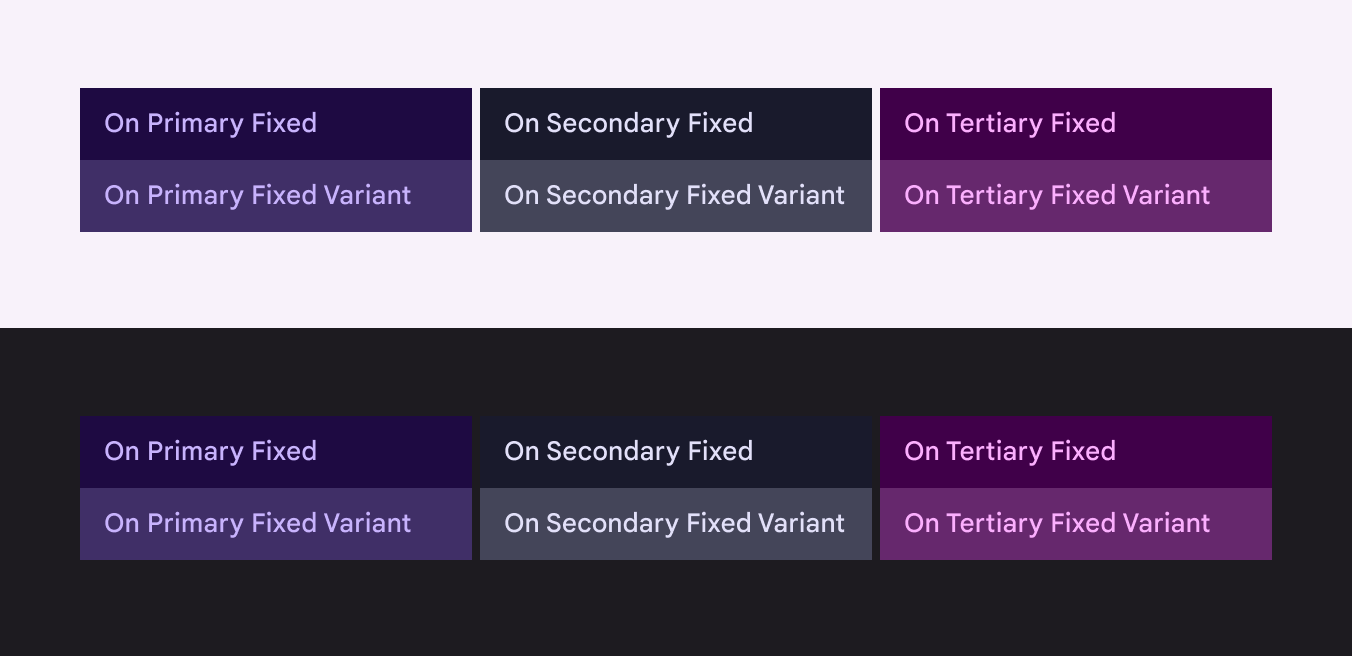 On Primary Fixed
On Secondary Fixed
On Tertiary Fixed
On Primary Fixed Variant
On Secondary Fixed Variant
On Tertiary Fixed Variant
On Primary Fixed
On Secondary Fixed
On Tertiary Fixed
On Primary Fixed Variant
On Secondary Fixed Variant
On Tertiary Fixed Variant